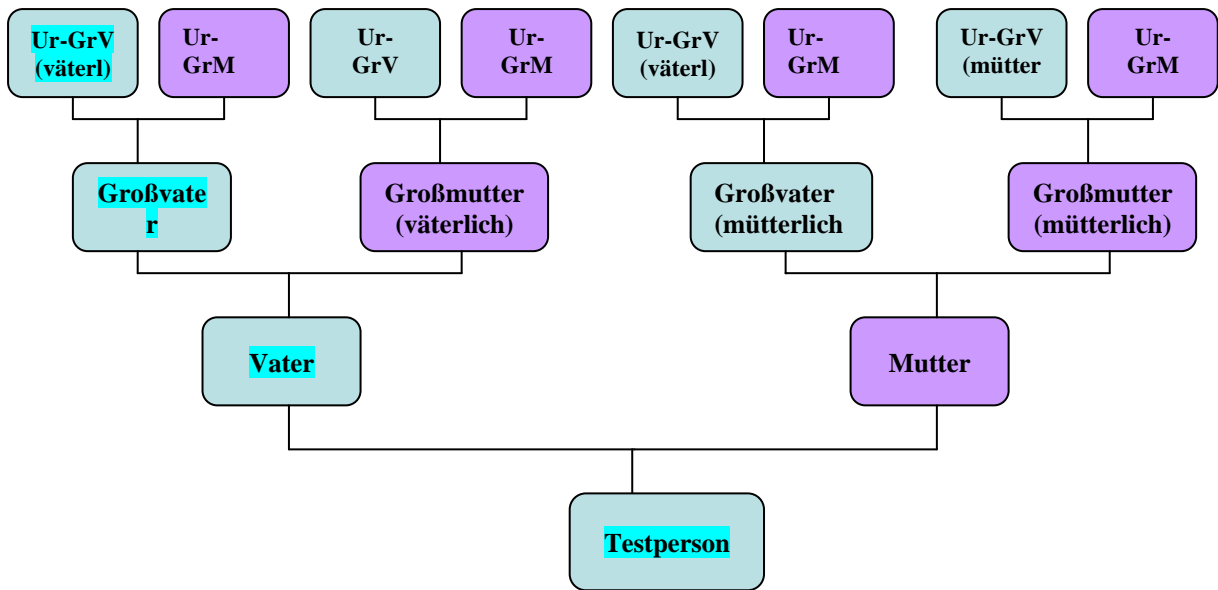 Ur-GrV
(väterl)
Ur-
GrM
Ur-
GrV
Ur-
GrM
Ur-GrV
(väterl)
Ur-
GrM
Ur-GrV
(mütter
Ur-
GrM
Großvate
r
Großmutter
(väterlich)
Großvater
(mütterlich
Großmutter
(mütterlich)
Vater
Mutter
Testperson